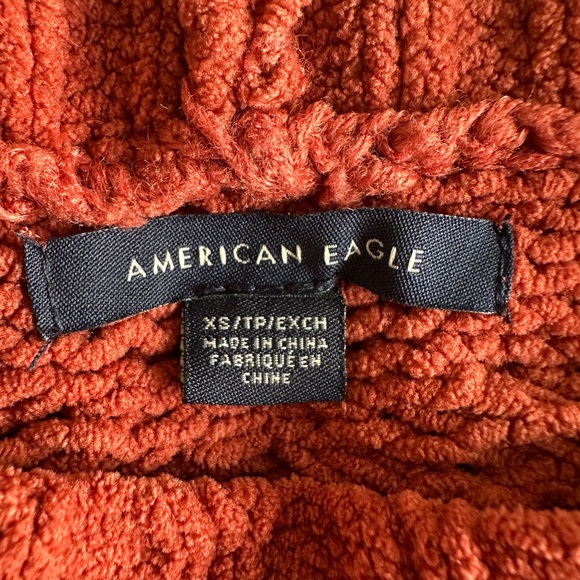 AMERICAN EAGLE
XS/TP/EXCH
MADE IN CHINA
FABRIQUÉ EN
CHINE